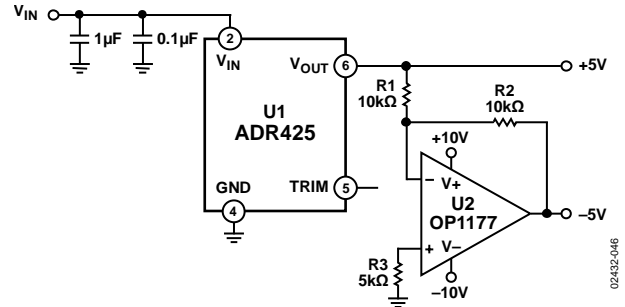 VIN
1µF
0.1µF
2
VIN
VOUT
6
+5V
U1
ADR425
R1
10kΩ
R2
10kΩ
+10V
GND
TRIM
5
4
–
V+
U2
OP1177
–5V
+
V–
R3
5kΩ
–10V
02432-046